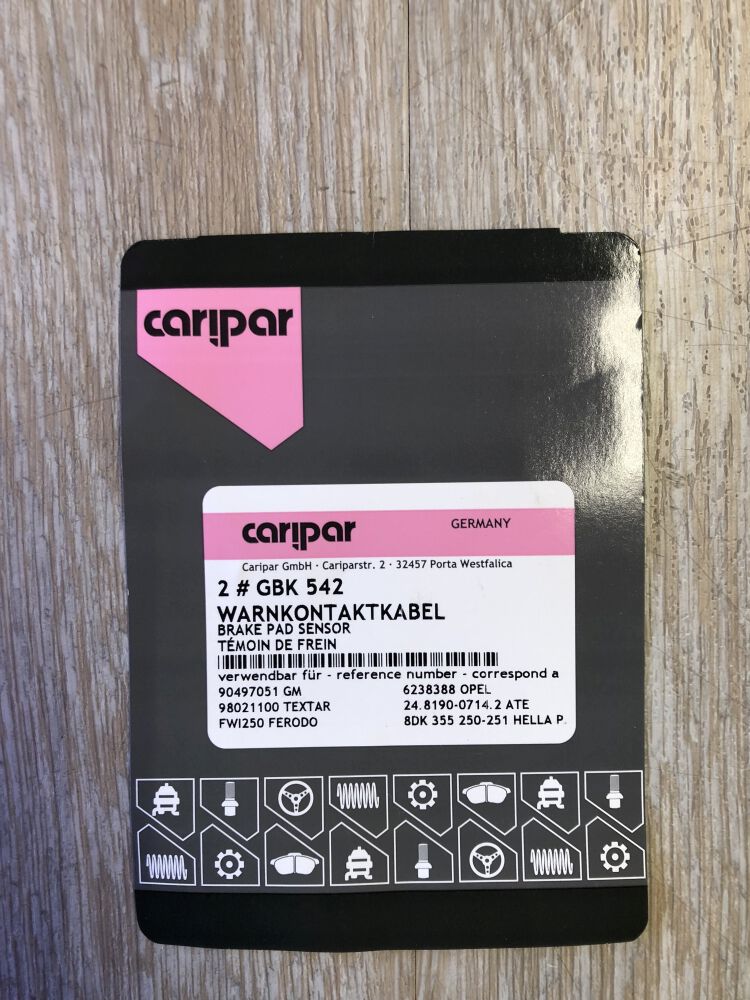 caripar
caripar GERMANY
Caripar GmbH · Cariparstr. 2 · 32457 Porta Westfalica
2 # GBK 542
WARNKONTAKTKABEL
BRAKE PAD SENSOR
TÉMOIN DE FREIN
verwendbar für - reference number - correspond a
90497051 GM 6238388 OPEL
98021100 TEXTAR 24.8190-0714.2 ATE
FWI250 FERODO 8DK 355 250-251 HELLA P.